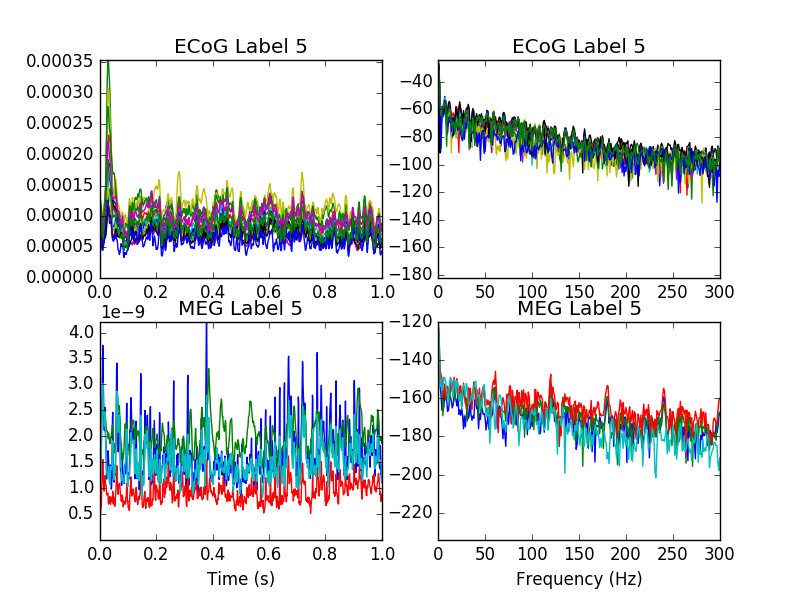 ECoG Label 5
0.00035
0.00030
0.00025
0.00020
0.00015
0.00010
0.00005
0.00000
0.0 0.2 0.4 0.6 0.8 1.0
ECoG Label 5
−40
−60
−80
−100
−120
−140
−160
−180
0 50 100 150 200 250 300
MEG Label 5
1e−9
4.0
3.5
3.0
2.5
2.0
1.5
1.0
0.5
0.0 0.2 0.4 0.6 0.8 1.0
Time (s)
MEG Label 5
−120
−140
−160
−180
−200
−220
0 50 100 150 200 250 300
Frequency (Hz)